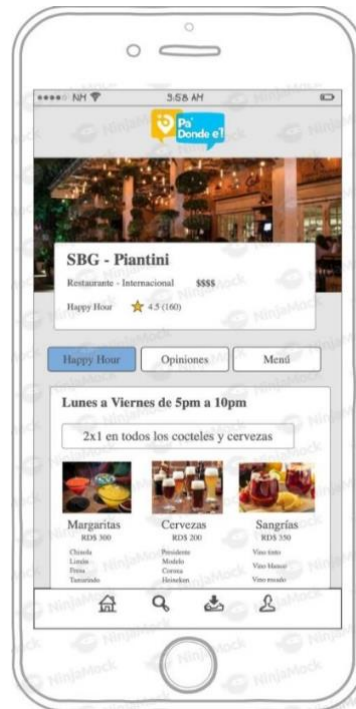 NM 3:58 AM
Pa'
Donde e'l
SBG - Piantini
Restaurante - Internacional $$$$
Happy Hour 4.5 (160)
Happy Hour Opiniones Menú
Lunes a Viernes de 5pm a 10pm
2x1 en todos los cocteles y cervezas
Margaritas Cervezas Sangrías
RD$ 300 RD$ 200 RD$ 350
Chinola Presidente Vino tinto
Limón Modelo Vino blanco
Fresa Corona Vino rosado
Tamarindo Heineken
NinjaMock